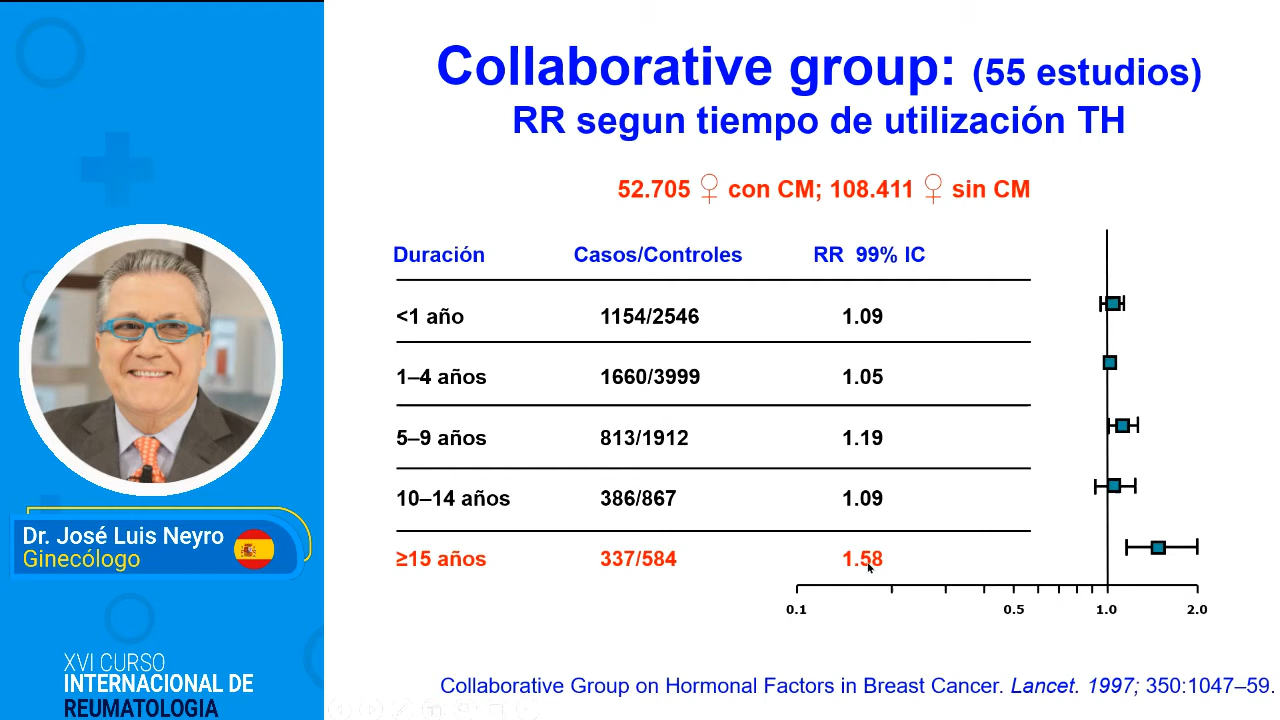 Collaborative group: (55 estudios)
RR segun tiempo de utilización TH
52.705 ♀ con CM; 108.411 ♀ sin CM
Duración Casos/Controles RR 99% IC
<1 año 1154/2546 1.09
1–4 años 1660/3999 1.05
5–9 años 813/1912 1.19
10–14 años 386/867 1.09
≥15 años 337/584 1.58
0.1 0.5 1.0 2.0
Collaborative Group on Hormonal Factors in Breast Cancer. Lancet. 1997; 350:1047–59.
Dr. José Luis Neyro
Ginecólogo
XVI CURSO
INTERNACIONAL DE
REUMATOLOGIA